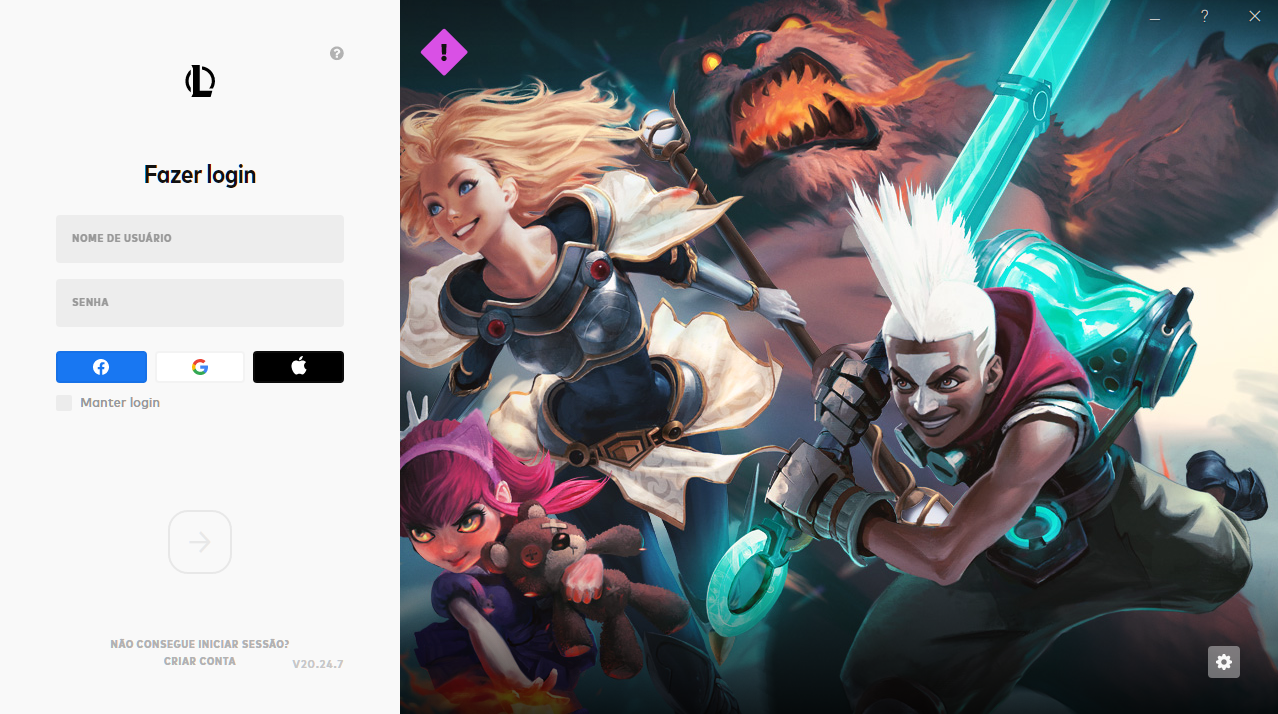 Fazer login
NOME DE USUÁRIO
SENHA
Manter login
NÃO CONSEGUE INICIAR SESSÃO?
CRIAR CONTA
V20.24.7